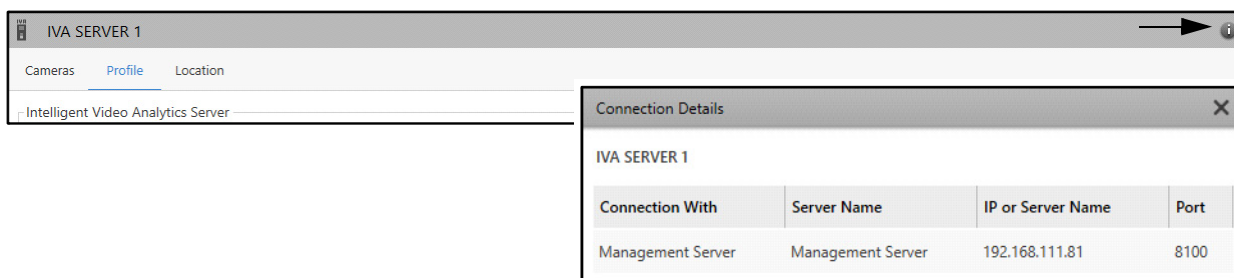 IVA
IVA SERVER 1
Cameras Profile Location
Intelligent Video Analytics Server
Connection Details
IVA SERVER 1
Connection With Server Name IP or Server Name Port
Management Server Management Server 192.168.111.81 8100